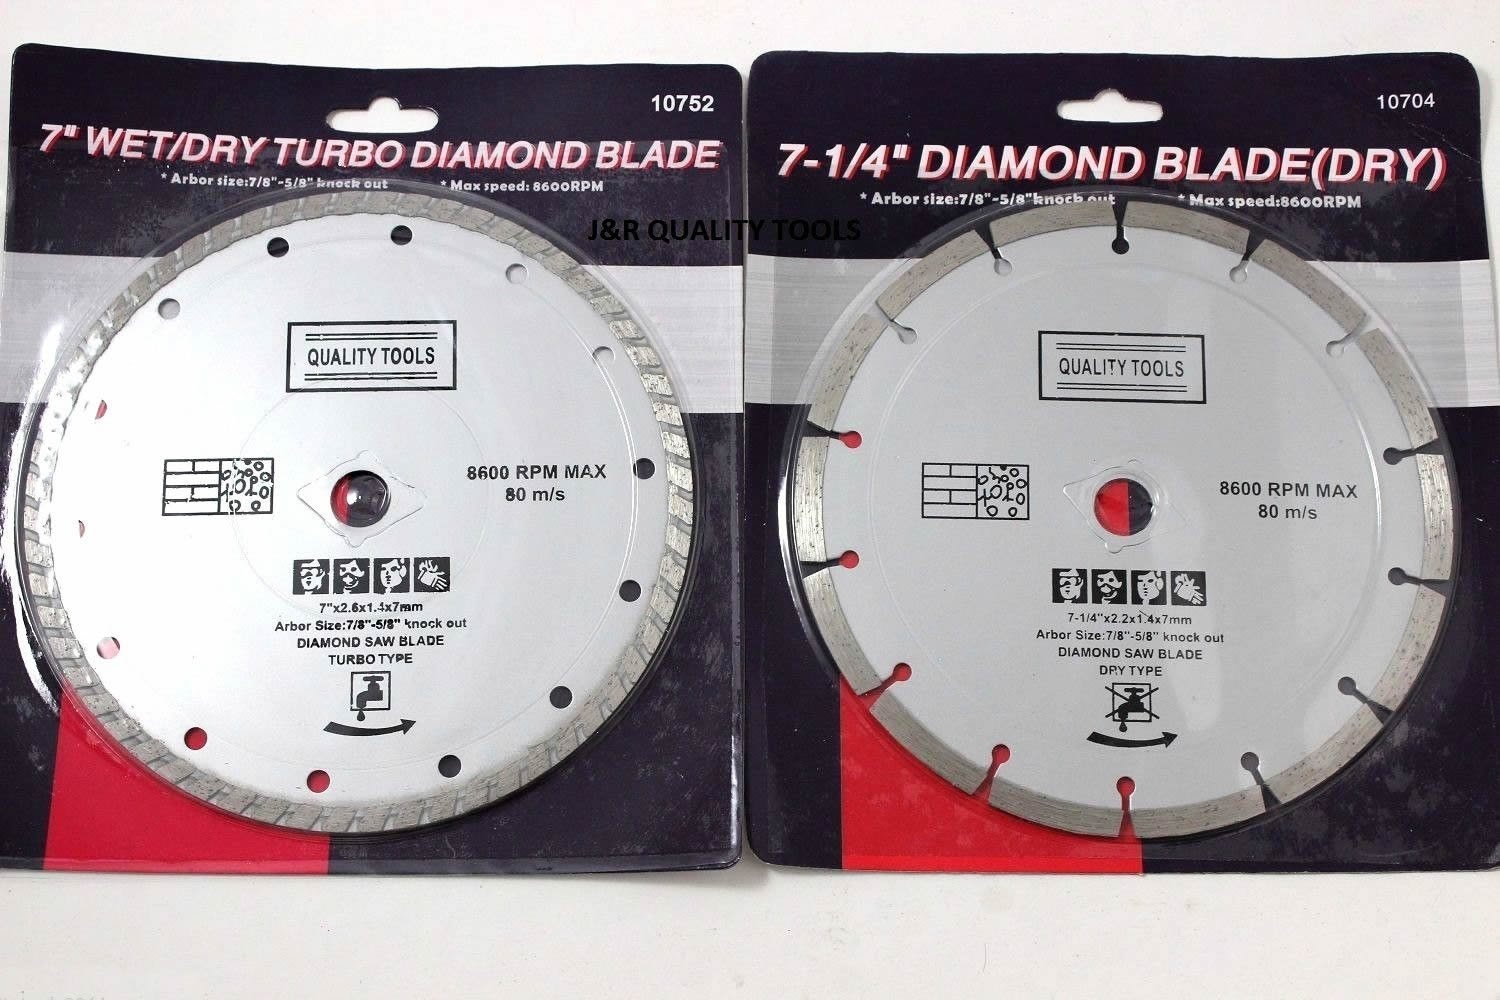 10752
7" WET/DRY TURBO DIAMOND BLADE
* Arbor size:7/8"-5/8" knock out * Max speed: 8600RPM
QUALITY TOOLS
8600 RPM MAX
80 m/s
7"x2.6x1.4x7mm
Arbor Size:7/8"-5/8" knock out
DIAMOND SAW BLADE
TURBO TYPE
J&R QUALITY TOOLS
10704
7-1/4" DIAMOND BLADE(DRY)
* Arbor size:7/8"-5/8"knock out * Max speed:8600RPM
QUALITY TOOLS
8600 RPM MAX
80 m/s
7-1/4"x2.2x1.4x7mm
Arbor Size:7/8"-5/8" knock out
DIAMOND SAW BLADE
DRY TYPE